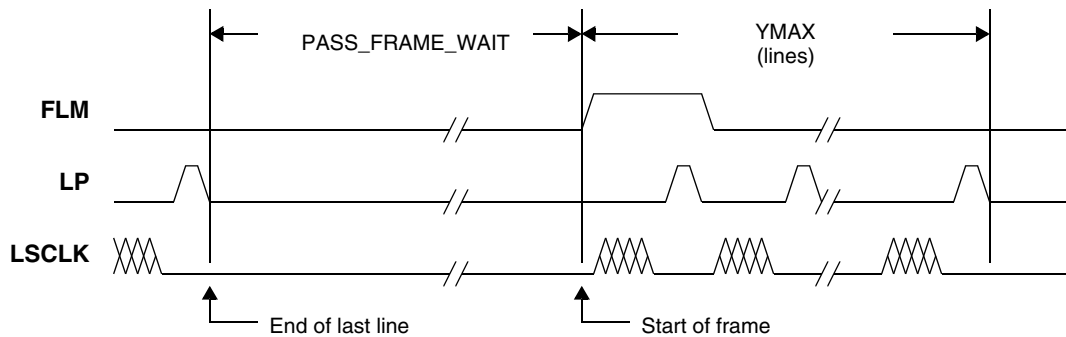 PASS_FRAME_WAIT
YMAX
(lines)
FLM
LP
LSCLK
End of last line
Start of frame